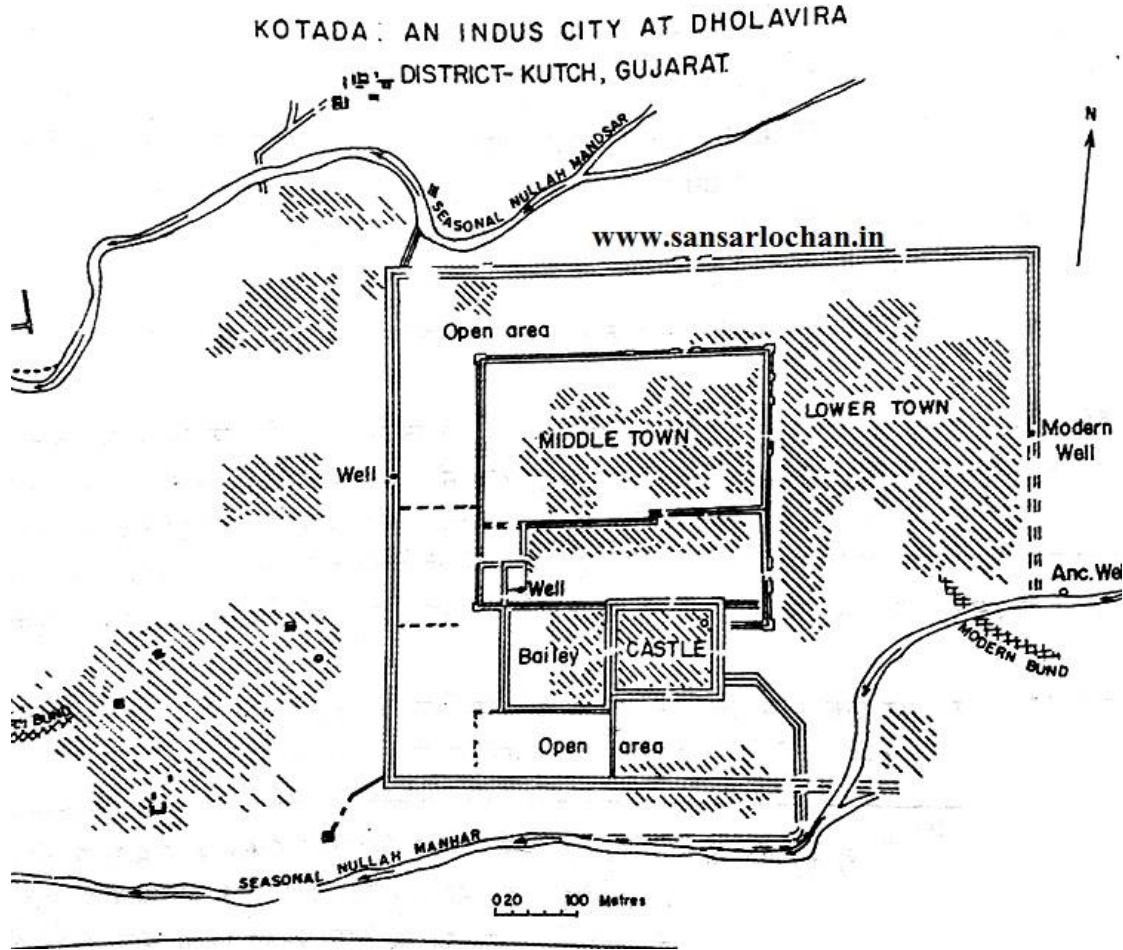 KOTADA: AN INDUS CITY AT DHOLAVIRA
DISTRICT-KUTCH, GUJARAT.
N
SEASONAL NULLAH MANDSAR
www.sansarlochan.in
Open area
LOWER TOWN
MIDDLE TOWN
Modern
Well
Well
Well
Anc. Wel
Bailey
CASTLE
MODERN BUND
BUND
Open area
SEASONAL NULLAH MANHAR
0 20 100 Metres